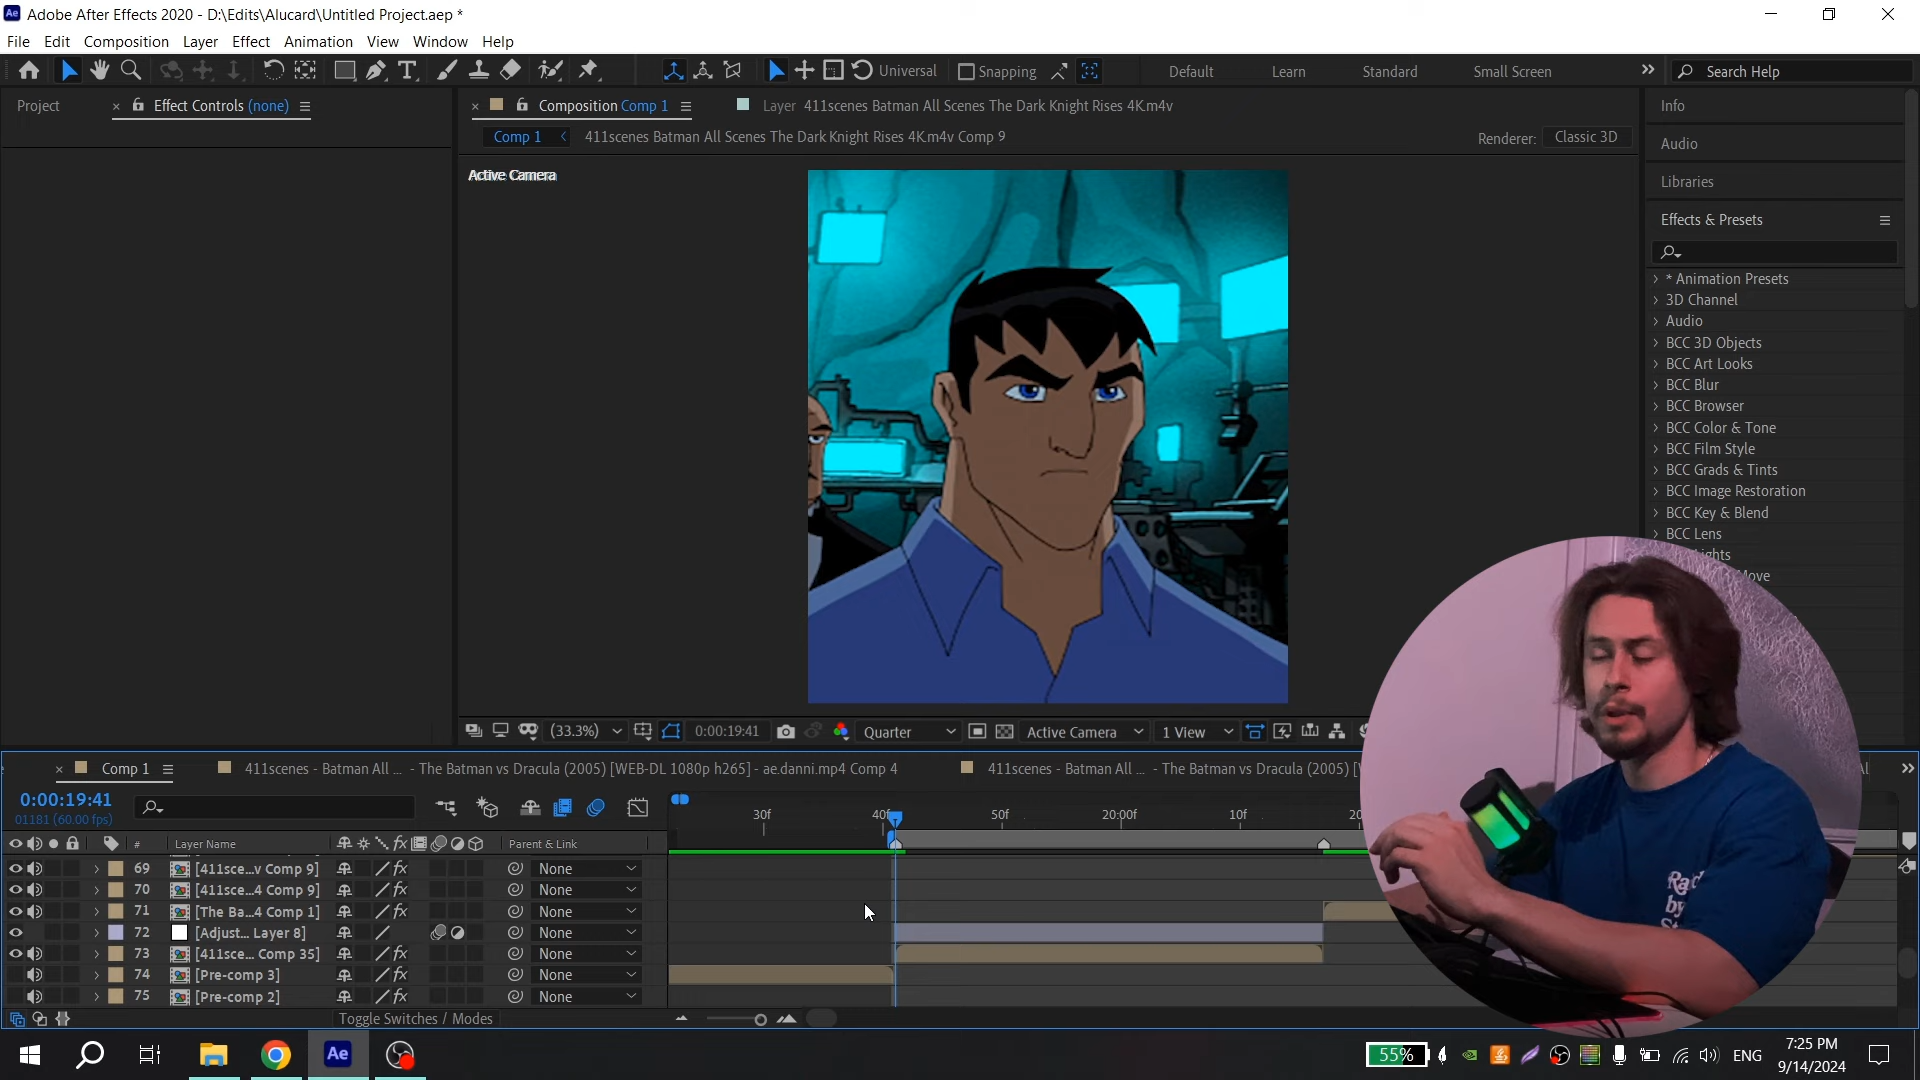 Adobe After Effects 2020 - D:\Edits\Alucard\Untitled Project.aep *
File Edit Composition Layer Effect Animation View Window Help
Universal Snapping Default Learn Standard Small Screen Search Help
Project Effect Controls (none) Composition Comp 1 Layer 411scenes Batman All Scenes The Dark Knight Rises 4K.m4v Info
Comp 1 411scenes Batman All Scenes The Dark Knight Rises 4K.m4v Comp 9 Renderer: Classic 3D
Audio
Active Camera
Libraries
Effects & Presets
* Animation Presets
3D Channel
Audio
BCC 3D Objects
BCC Art Looks
BCC Blur
BCC Browser
BCC Color & Tone
BCC Film Style
BCC Grads & Tints
BCC Image Restoration
BCC Key & Blend
BCC Lens
(33.3%) 0:00:19:41 Quarter Active Camera 1 View
Comp 1 411scenes - Batman All ... - The Batman vs Dracula (2005) [WEB-DL 1080p h265] - ae.danni.mp4 Comp 4 411scenes - Batman All ... - The Batman vs Dracula (2005) [WEB-DL 1080p h265]
0:00:19:41
01181 (60.00 fps)
30f 40f 50f 20:00f 10f
# Layer Name Parent & Link
69 [411sce...v Comp 9] None
70 [411sce...4 Comp 9] None
71 [The Ba...4 Comp 1] None
72 [Adjust... Layer 8] None
73 [411sce... Comp 35] None
74 [Pre-comp 3] None
75 [Pre-comp 2] None
Toggle Switches / Modes
55% ENG 7:25 PM
9/14/2024